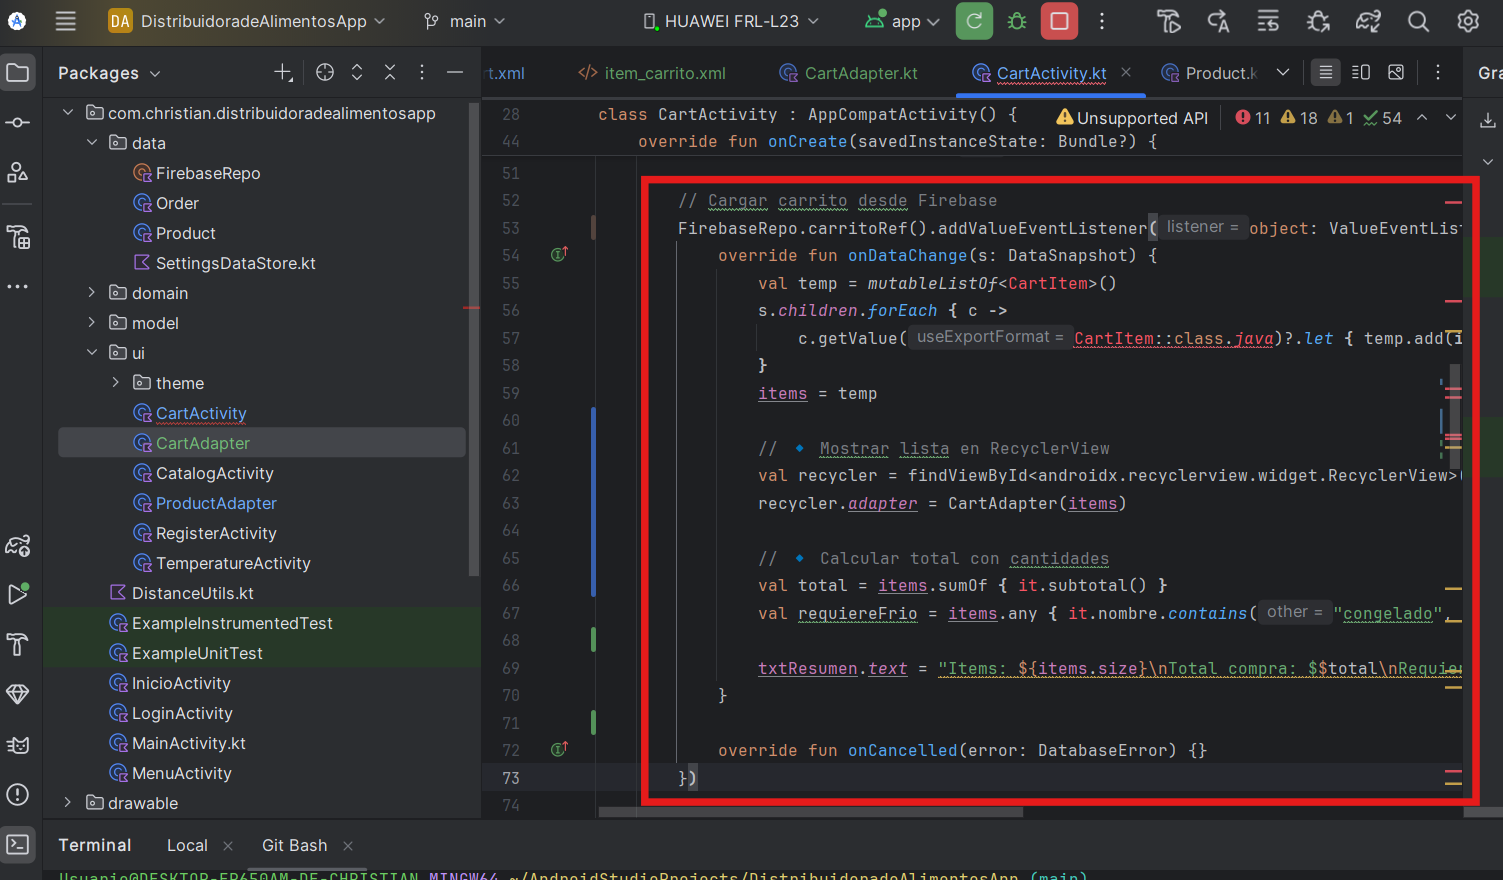 DA DistribuidoradeAlimentosApp main HUAWEI FRL-L23 app
Packages
com.christian.distribuidoradealimentosapp
data
FirebaseRepo
Order
Product
SettingsDataStore.kt
domain
model
ui
theme
CartActivity
CartAdapter
CatalogActivity
ProductAdapter
RegisterActivity
TemperatureActivity
DistanceUtils.kt
ExampleInstrumentedTest
ExampleUnitTest
InicioActivity
LoginActivity
MainActivity.kt
MenuActivity
drawable
rt.xml item_carrito.xml CartAdapter.kt CartActivity.kt Product.k
Gra
Unsupported API 11 18 1 54
28 class CartActivity : AppCompatActivity() {
44 override fun onCreate(savedInstanceState: Bundle?) {
51
52 // Cargar carrito desde Firebase
53 FirebaseRepo.carritoRef().addValueEventListener( listener = object: ValueEventList
54 override fun onDataChange(s: DataSnapshot) {
55 val temp = mutableListOf<CartItem>()
56 s.children.forEach { c ->
57 c.getValue( useExportFormat = CartItem::class.java)?.let { temp.add(i
58 }
59 items = temp
60
61 // 🔹 Mostrar lista en RecyclerView
62 val recycler = findViewById<androidx.recyclerview.widget.RecyclerView>(
63 recycler.adapter = CartAdapter(items)
64
65 // 🔹 Calcular total con cantidades
66 val total = items.sumOf { it.subtotal() }
67 val requiereFrio = items.any { it.nombre.contains( other = "congelado",
68
69 txtResumen.text = "Items: ${items.size}\nTotal compra: $$total\nRequier
70 }
71
72 override fun onCancelled(error: DatabaseError) {}
73 })
74
Terminal Local Git Bash
Usuario@DESKTOP-FR650AM-DE-CHRISTIAN MINGW64 ~/AndroidStudioProjects/DistribuidoradeAlimentosApp (main)